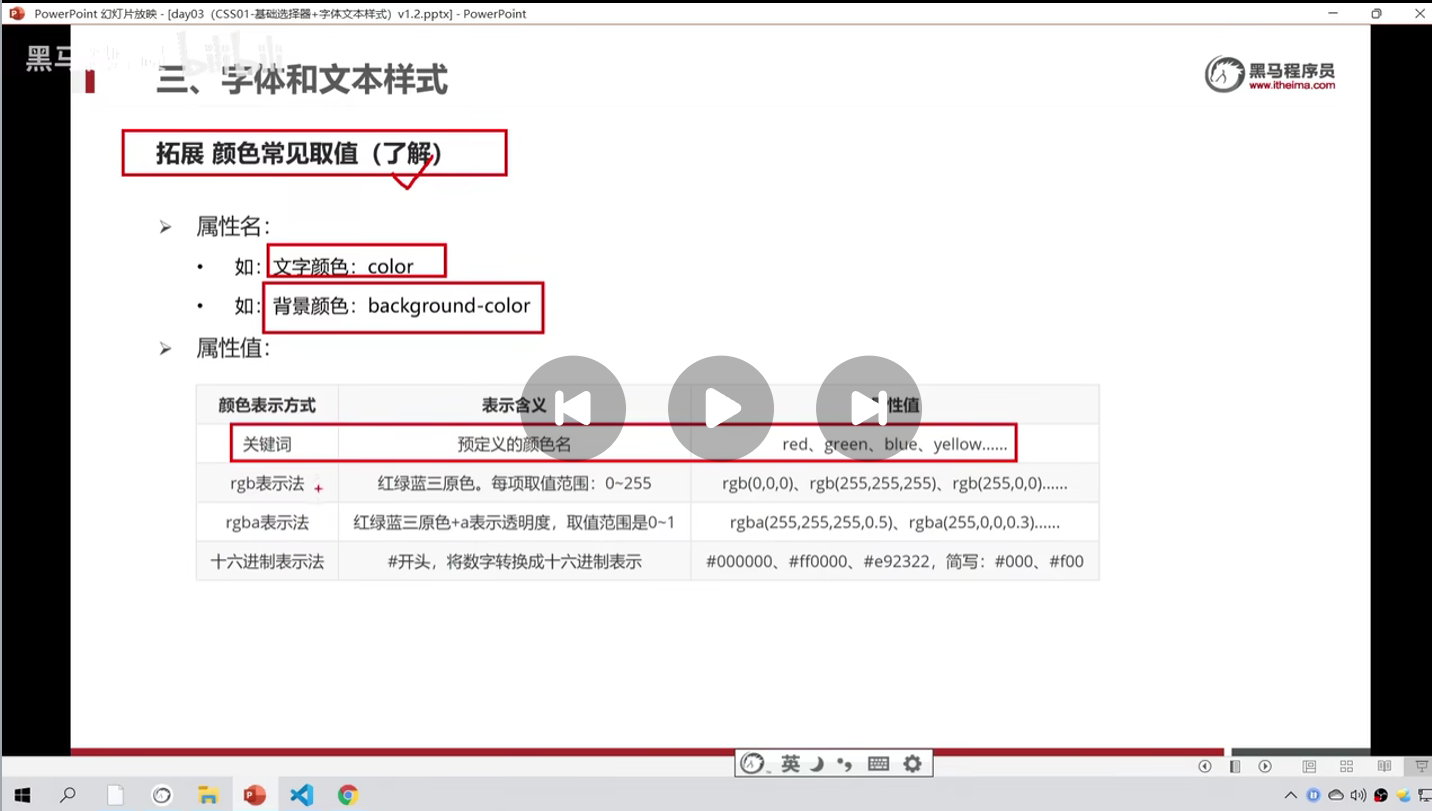 PowerPoint 幻灯片放映 - [day03（CSS01-基础选择器+字体文本样式）v1.2.pptx] - PowerPoint
黑马
bilibili
三、字体和文本样式
黑马程序员
www.itheima.com
拓展 颜色常见取值（了解）
属性名：
如：文字颜色：color
如：背景颜色：background-color
属性值：
颜色表示方式 表示含义 性值
关键词 预定义的颜色名 red、green、blue、yellow……
rgb表示法 红绿蓝三原色。每项取值范围：0~255 rgb(0,0,0)、rgb(255,255,255)、rgb(255,0,0)……
rgba表示法 红绿蓝三原色+a表示透明度，取值范围是0~1 rgba(255,255,255,0.5)、rgba(255,0,0,0.3)……
十六进制表示法 #开头，将数字转换成十六进制表示 #000000、#ff0000、#e92322，简写：#000、#f00
英